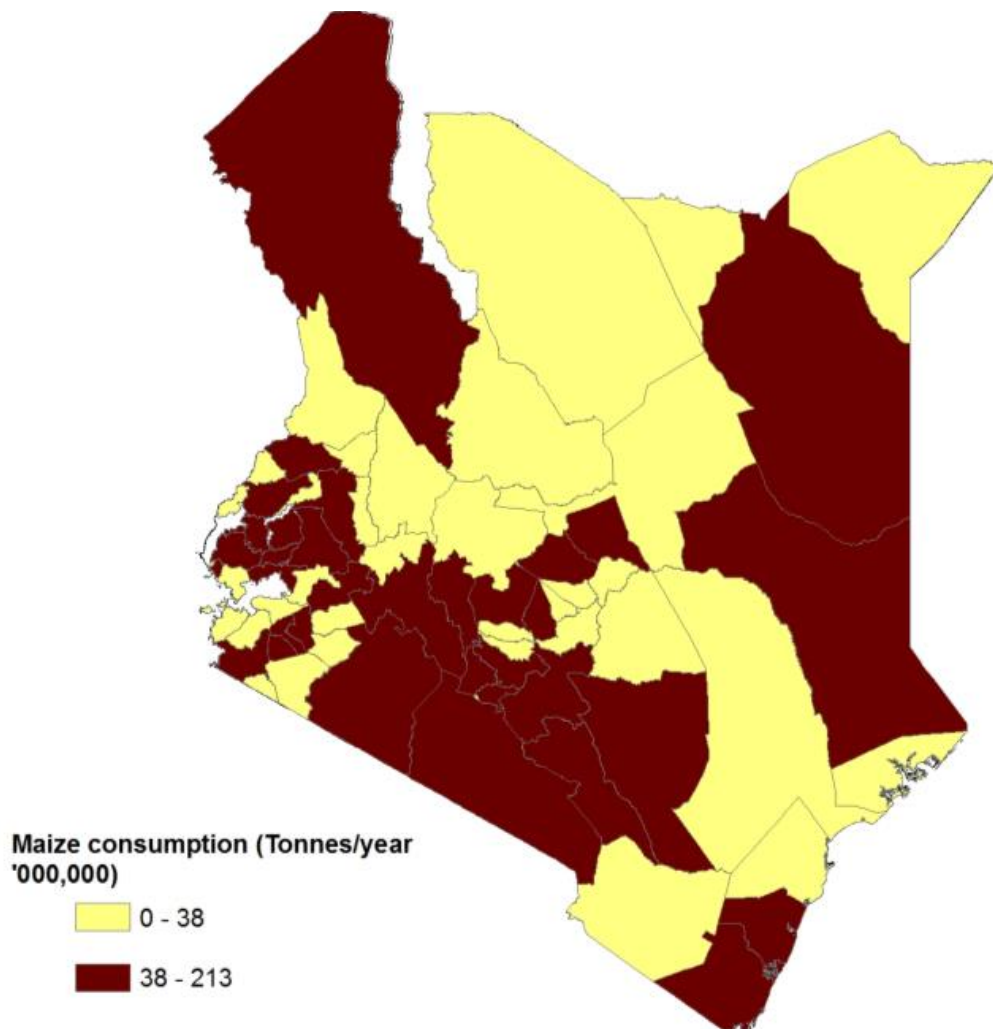 Maize consumption (Tonnes/year
'000,000)
0 - 38
38 - 213